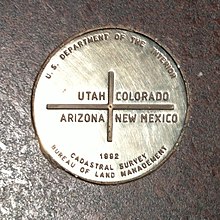 U.S. DEPARTMENT OF THE INTERIOR
UTAH COLORADO
ARIZONA NEW MEXICO
1992
CADASTRAL SURVEY
BUREAU OF LAND MANAGEMENT